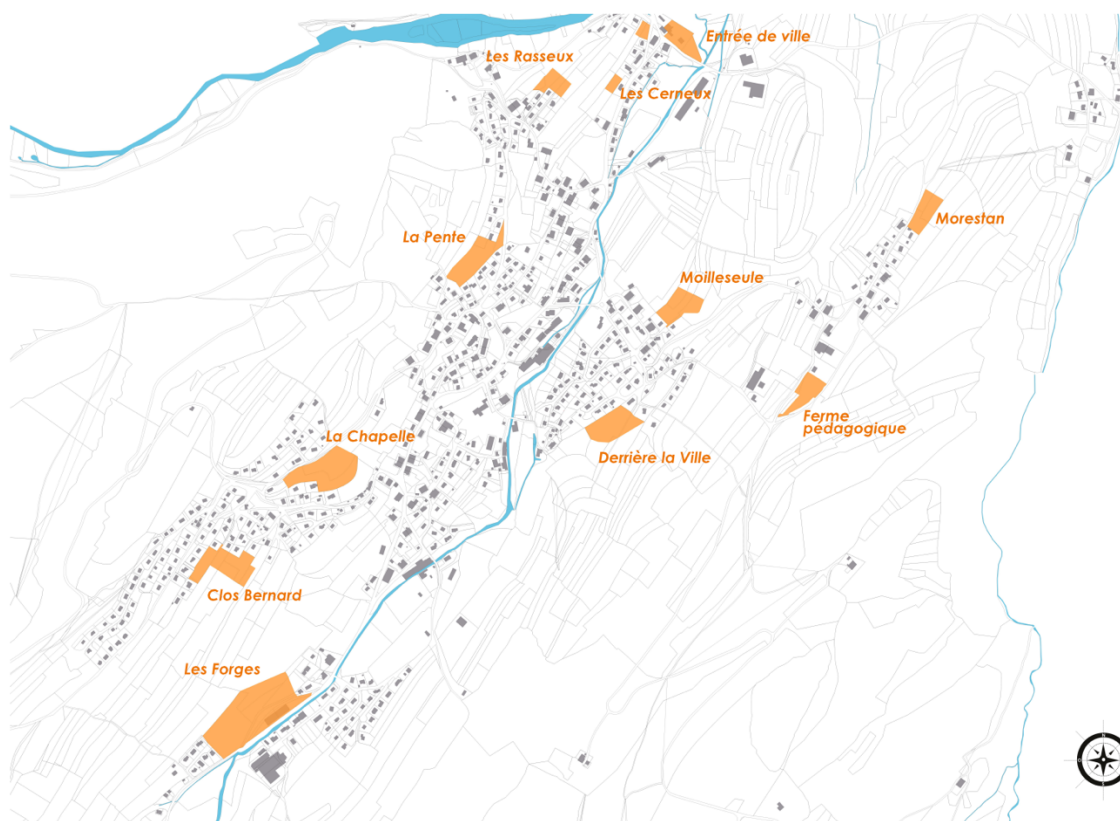 Entrée de ville
Les Rasseux
Les Cerneux
Morestan
La Pente
Moilleseule
Ferme
pédagogique
La Chapelle
Derrière la Ville
Clos Bernard
Les Forges